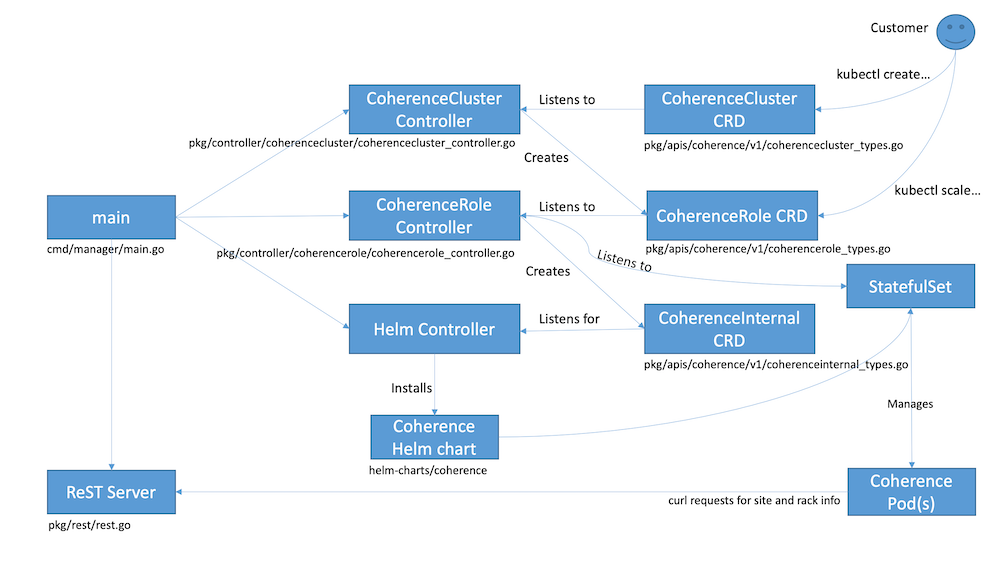 Customer
kubectl create...
CoherenceCluster
Controller
Listens to
CoherenceCluster
CRD
pkg/controller/coherencecluster/coherencecluster_controller.go
pkg/apis/coherence/v1/coherencecluster_types.go
Creates
kubectl scale...
main
cmd/manager/main.go
CoherenceRole
Controller
Listens to
CoherenceRole CRD
pkg/controller/coherencerole/coherencerole_controller.go
pkg/apis/coherence/v1/coherencerole_types.go
Listens to
Creates
StatefulSet
Helm Controller
Listens for
CoherenceInternal
CRD
pkg/apis/coherence/v1/coherenceinternal_types.go
Installs
Manages
Coherence
Helm chart
helm-charts/coherence
ReST Server
pkg/rest/rest.go
curl requests for site and rack info
Coherence
Pod(s)